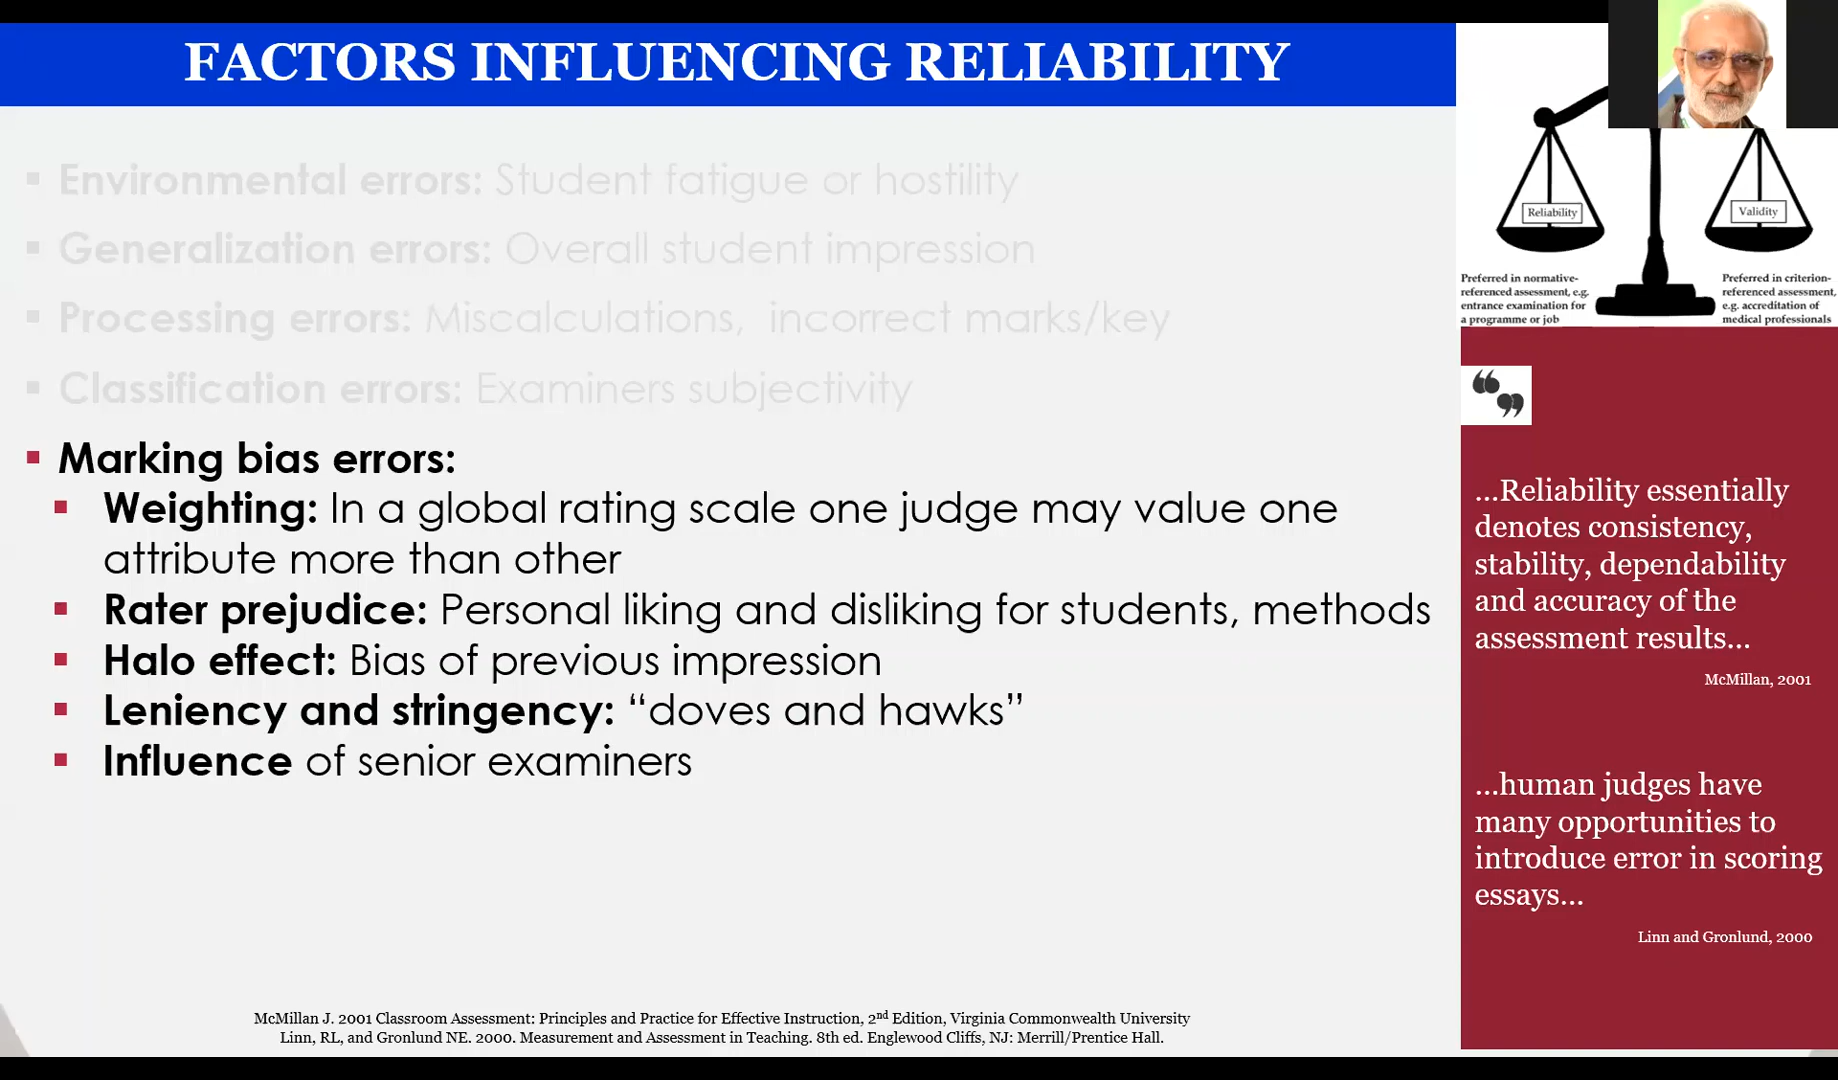 FACTORS INFLUENCING RELIABILITY
▪ Environmental errors: Student fatigue or hostility
▪ Generalization errors: Overall student impression
▪ Processing errors: Miscalculations, incorrect marks/key
▪ Classification errors: Examiners subjectivity
▪ Marking bias errors:
▪ Weighting: In a global rating scale one judge may value one
attribute more than other
▪ Rater prejudice: Personal liking and disliking for students, methods
▪ Halo effect: Bias of previous impression
▪ Leniency and stringency: “doves and hawks”
▪ Influence of senior examiners
McMillan J. 2001 Classroom Assessment: Principles and Practice for Effective Instruction, 2nd Edition, Virginia Commonwealth University
Linn, RL, and Gronlund NE. 2000. Measurement and Assessment in Teaching. 8th ed. Englewood Cliffs, NJ: Merrill/Prentice Hall.
Reliability
Validity
Preferred in normative-
referenced assessment, e.g.
entrance examination for
a programme or job
Preferred in criterion-
referenced assessment,
e.g. accreditation of
medical professionals
“”
...Reliability essentially
denotes consistency,
stability, dependability
and accuracy of the
assessment results...
McMillan, 2001
...human judges have
many opportunities to
introduce error in scoring
essays...
Linn and Gronlund, 2000